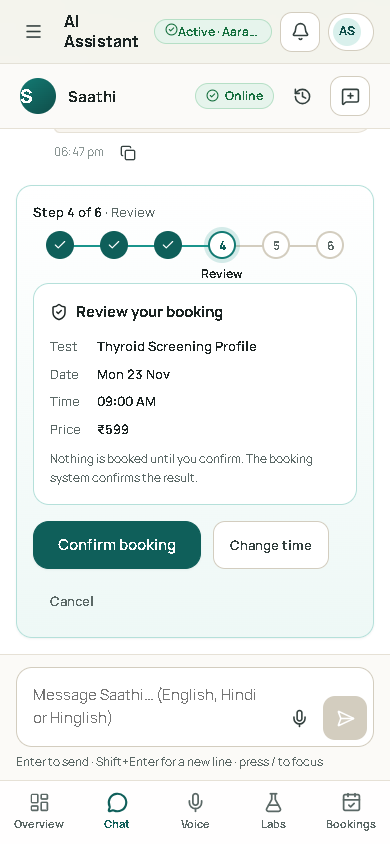 AI
Assistant
Active · Aara...
AS
S
Saathi
Online
06:47 pm
Step 4 of 6 · Review
4
5
6
Review
Review your booking
Test Thyroid Screening Profile
Date Mon 23 Nov
Time 09:00 AM
Price ₹599
Nothing is booked until you confirm. The booking
system confirms the result.
Confirm booking
Change time
Cancel
Message Saathi... (English, Hindi
or Hinglish)
Enter to send · Shift+Enter for a new line · press / to focus
Overview
Chat
Voice
Labs
Bookings